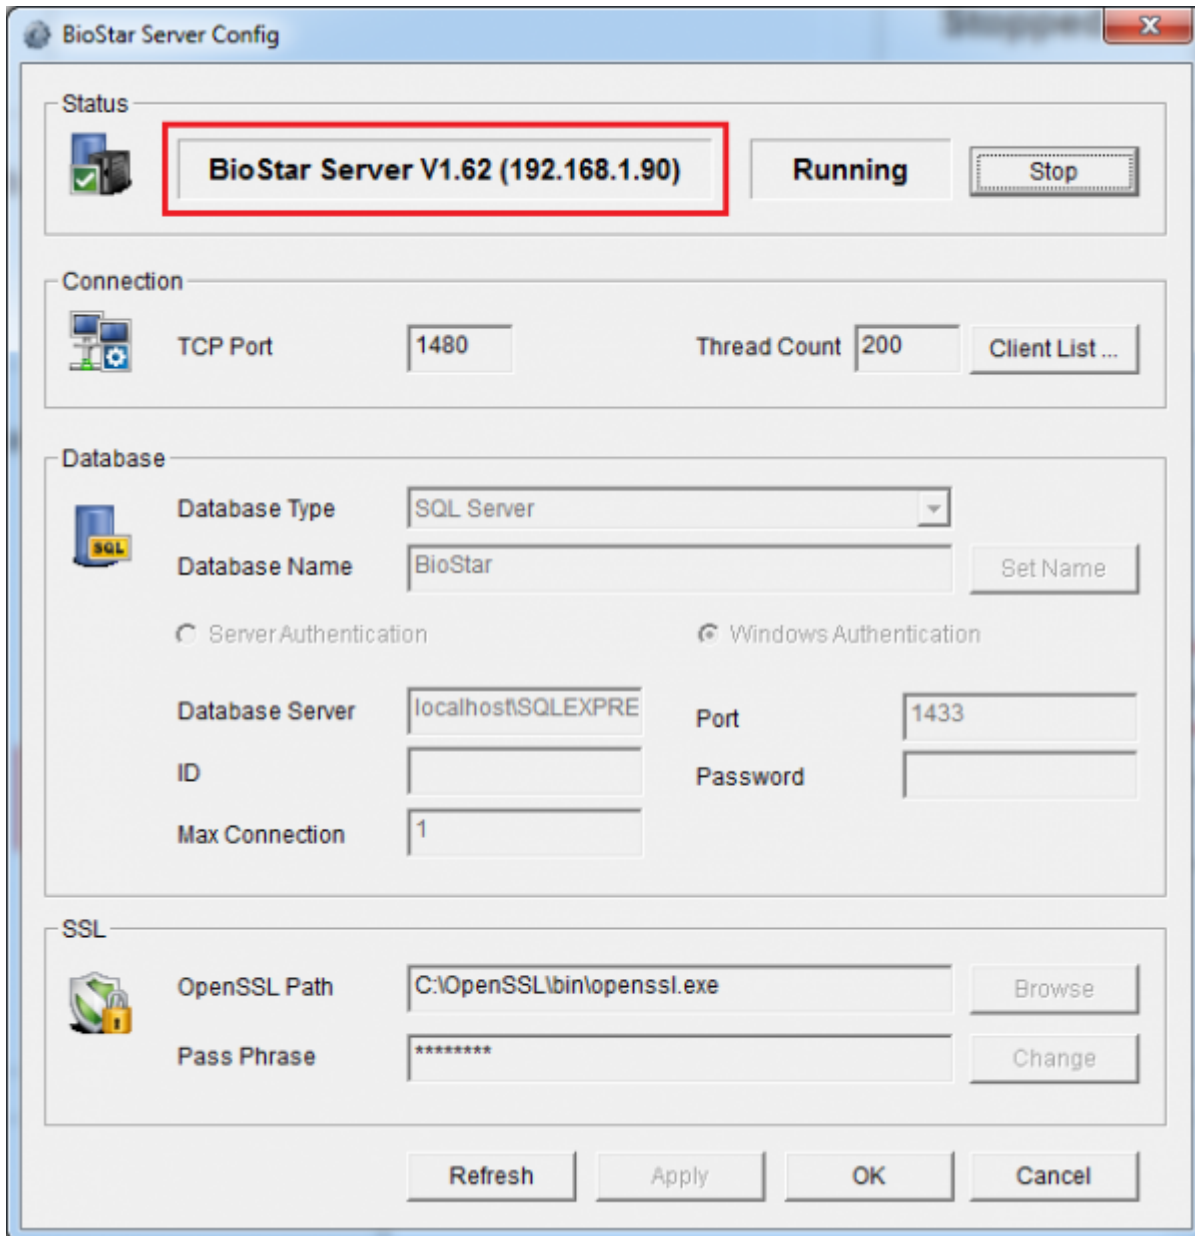 Stopped
BioStar Server Config
Status
BioStar Server V1.62 (192.168.1.90) Running Stop
Connection
TCP Port 1480 Thread Count 200 Client List ...
Database
Database Type SQL Server
SQL
Database Name BioStar Set Name
Server Authentication Windows Authentication
Database Server localhost\SQLEXPRE Port 1433
ID Password
Max Connection 1
SSL
OpenSSL Path C:\OpenSSL\bin\openssl.exe Browse
Pass Phrase ******** Change
Refresh Apply OK Cancel